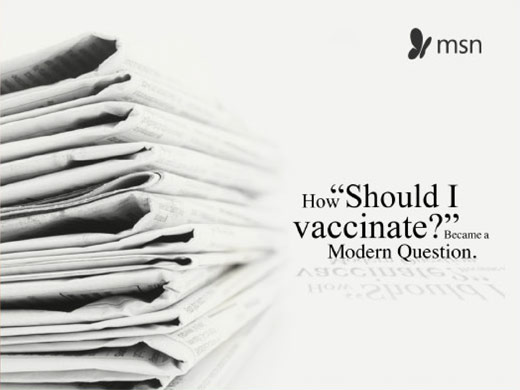 msn
How “Should I
vaccinate?” Became a
Modern Question.